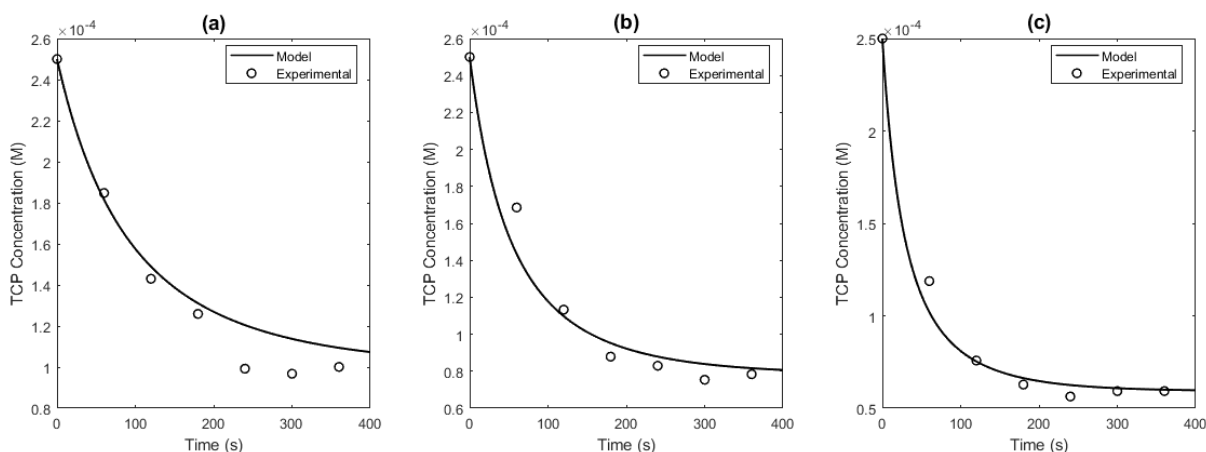 (a)
×10⁻⁴
2.6
2.4
2.2
2
1.8
1.6
1.4
1.2
1
0.8
TCP Concentration (M)
0 100 200 300 400
Time (s)
Model
Experimental
(b)
×10⁻⁴
2.6
2.4
2.2
2
1.8
1.6
1.4
1.2
1
0.8
0.6
TCP Concentration (M)
0 100 200 300 400
Time (s)
Model
Experimental
(c)
×10⁻⁴
2.5
2
1.5
1
0.5
TCP Concentration (M)
0 100 200 300 400
Time (s)
Model
Experimental